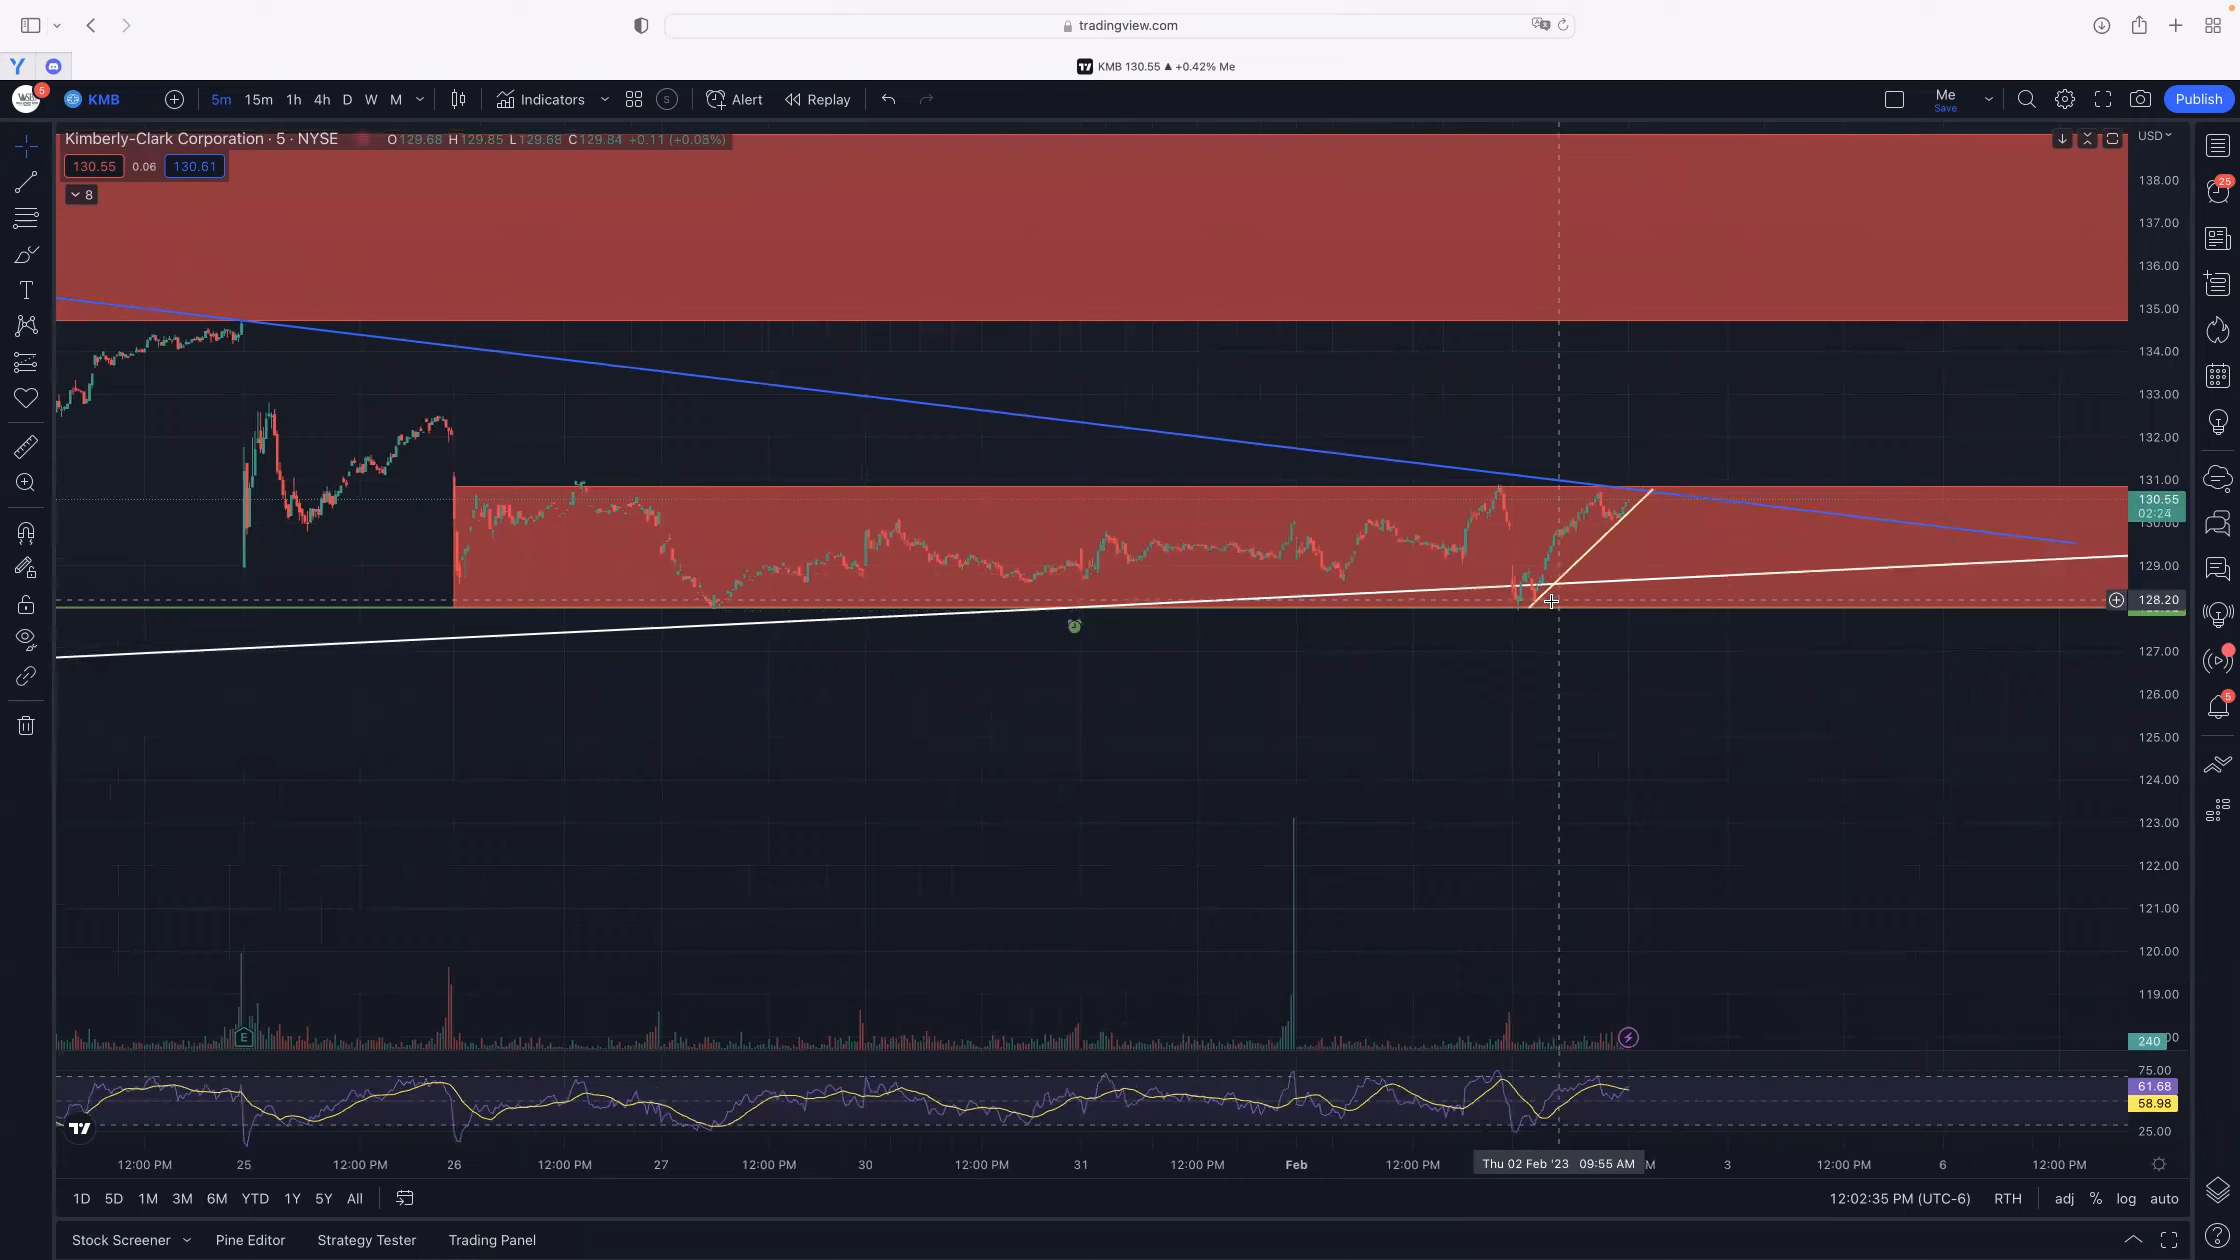 tradingview.com
KMB 130.55 ▲ +0.42% Me
5
KMB
5m 15m 1h 4h D W M
Indicators
S
Alert
Replay
Me
Save
Publish
Kimberly-Clark Corporation · 5 · NYSE
O129.68 H129.85 L129.68 C129.84 +0.11 (+0.08%)
USD
130.55 0.06 130.61
8
138.00
137.00
136.00
135.00
134.00
133.00
132.00
131.00
130.55
02:24
130.00
129.00
128.20
127.00
126.00
125.00
124.00
123.00
122.00
121.00
120.00
119.00
240
75.00
61.68
58.98
25.00
E
25
5
12:00 PM 25 12:00 PM 26 12:00 PM 27 12:00 PM 30 12:00 PM 31 12:00 PM Feb 12:00 PM Thu 02 Feb '23 09:55 AM M 3 12:00 PM 6 12:00 PM
1D 5D 1M 3M 6M YTD 1Y 5Y All
12:02:35 PM (UTC-6) RTH adj % log auto
Stock Screener Pine Editor Strategy Tester Trading Panel